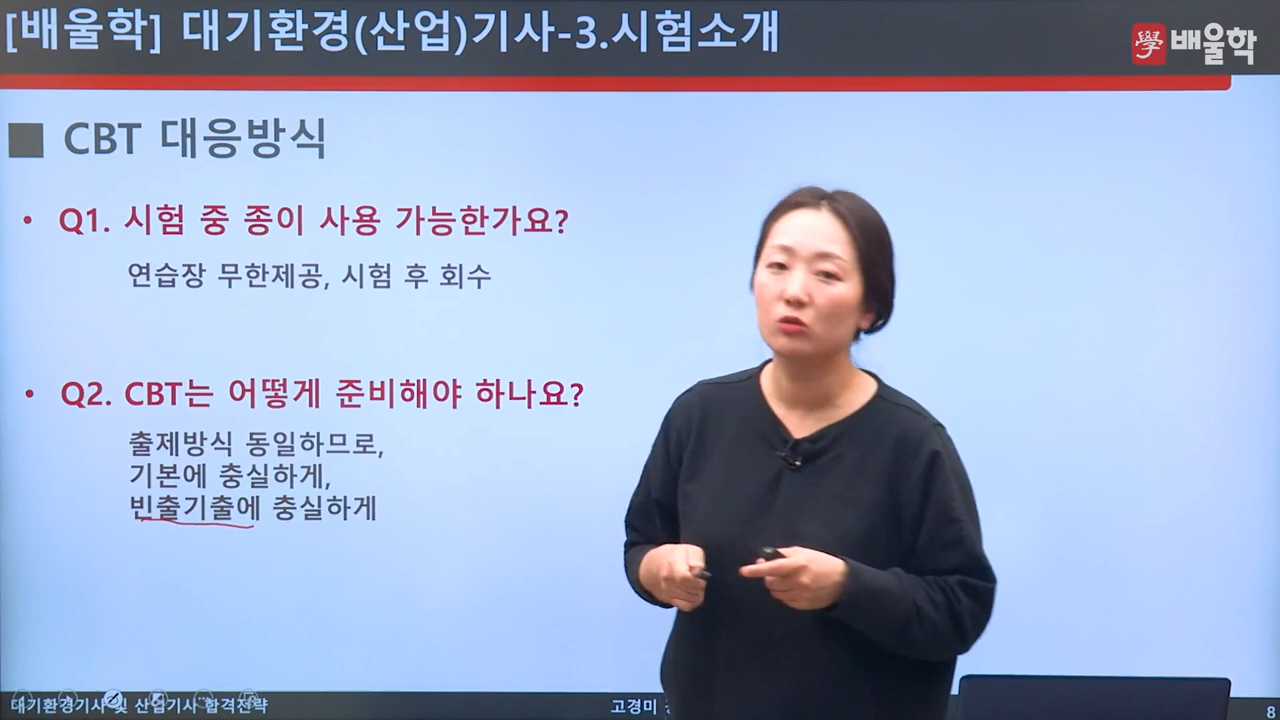 [배울학] 대기환경(산업)기사-3.시험소개
學 배울학
■ CBT 대응방식
• Q1. 시험 중 종이 사용 가능한가요?
연습장 무한제공, 시험 후 회수
• Q2. CBT는 어떻게 준비해야 하나요?
출제방식 동일하므로,
기본에 충실하게,
빈출기출에 충실하게
대기환경기사 및 산업기사 합격전략
고경미
8